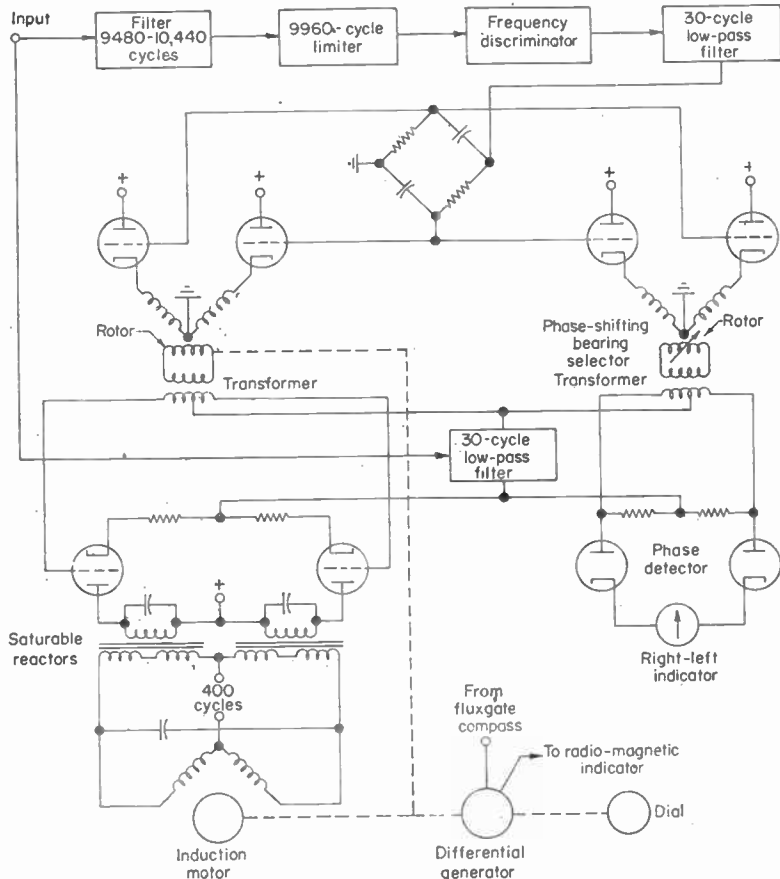 Input
Filter
9480-10,440
cycles
9960-cycle
limiter
Frequency
discriminator
30-cycle
low-pass
filter
+
+
+
+
Rotor
Transformer
Phase-shifting
bearing
selector
Transformer
Rotor
30-cycle
low-pass
filter
Phase
detector
+
Saturable
reactors
Right-left
indicator
400
cycles
From
fluxgate
compass
To radio-magnetic
indicator
Dial
Induction
motor
Differential
generator